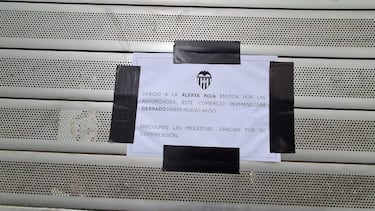 DEBIDO A LA ALERTA ROJA EMITIDA POR LAS
AUTORIDADES, ESTE COMERCIO PERMANECERÁ
CERRADO HASTA NUEVO AVISO.
DISCULPEN LAS MOLESTIAS, GRACIAS POR SU
COMPRENSIÓN.